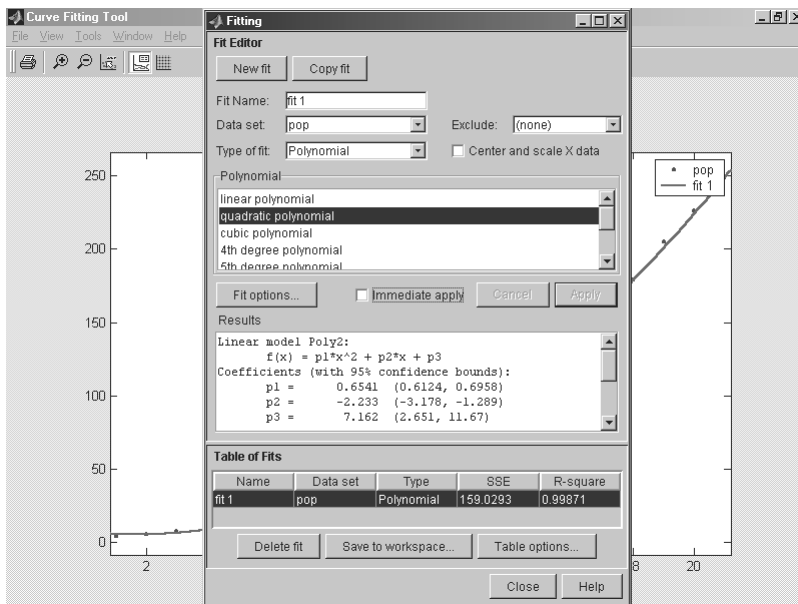 Curve Fitting Tool
File View Tools Window Help
Fitting
Fit Editor
New fit Copy fit
Fit Name: fit 1
Data set: pop Exclude: (none)
Type of fit: Polynomial Center and scale X data
Polynomial
linear polynomial
quadratic polynomial
cubic polynomial
4th degree polynomial
5th degree polynomial
Fit options... Immediate apply Cancel Apply
Results
Linear model Poly2:
f(x) = p1*x^2 + p2*x + p3
Coefficients (with 95% confidence bounds):
p1 = 0.6541 (0.6124, 0.6958)
p2 = -2.233 (-3.178, -1.289)
p3 = 7.162 (2.651, 11.67)
Table of Fits
Name Data set Type SSE R-square
fit 1 pop Polynomial 159.0293 0.99871
Delete fit Save to workspace... Table options...
Close Help
pop
fit 1
250
200
150
100
50
0
2 8 20